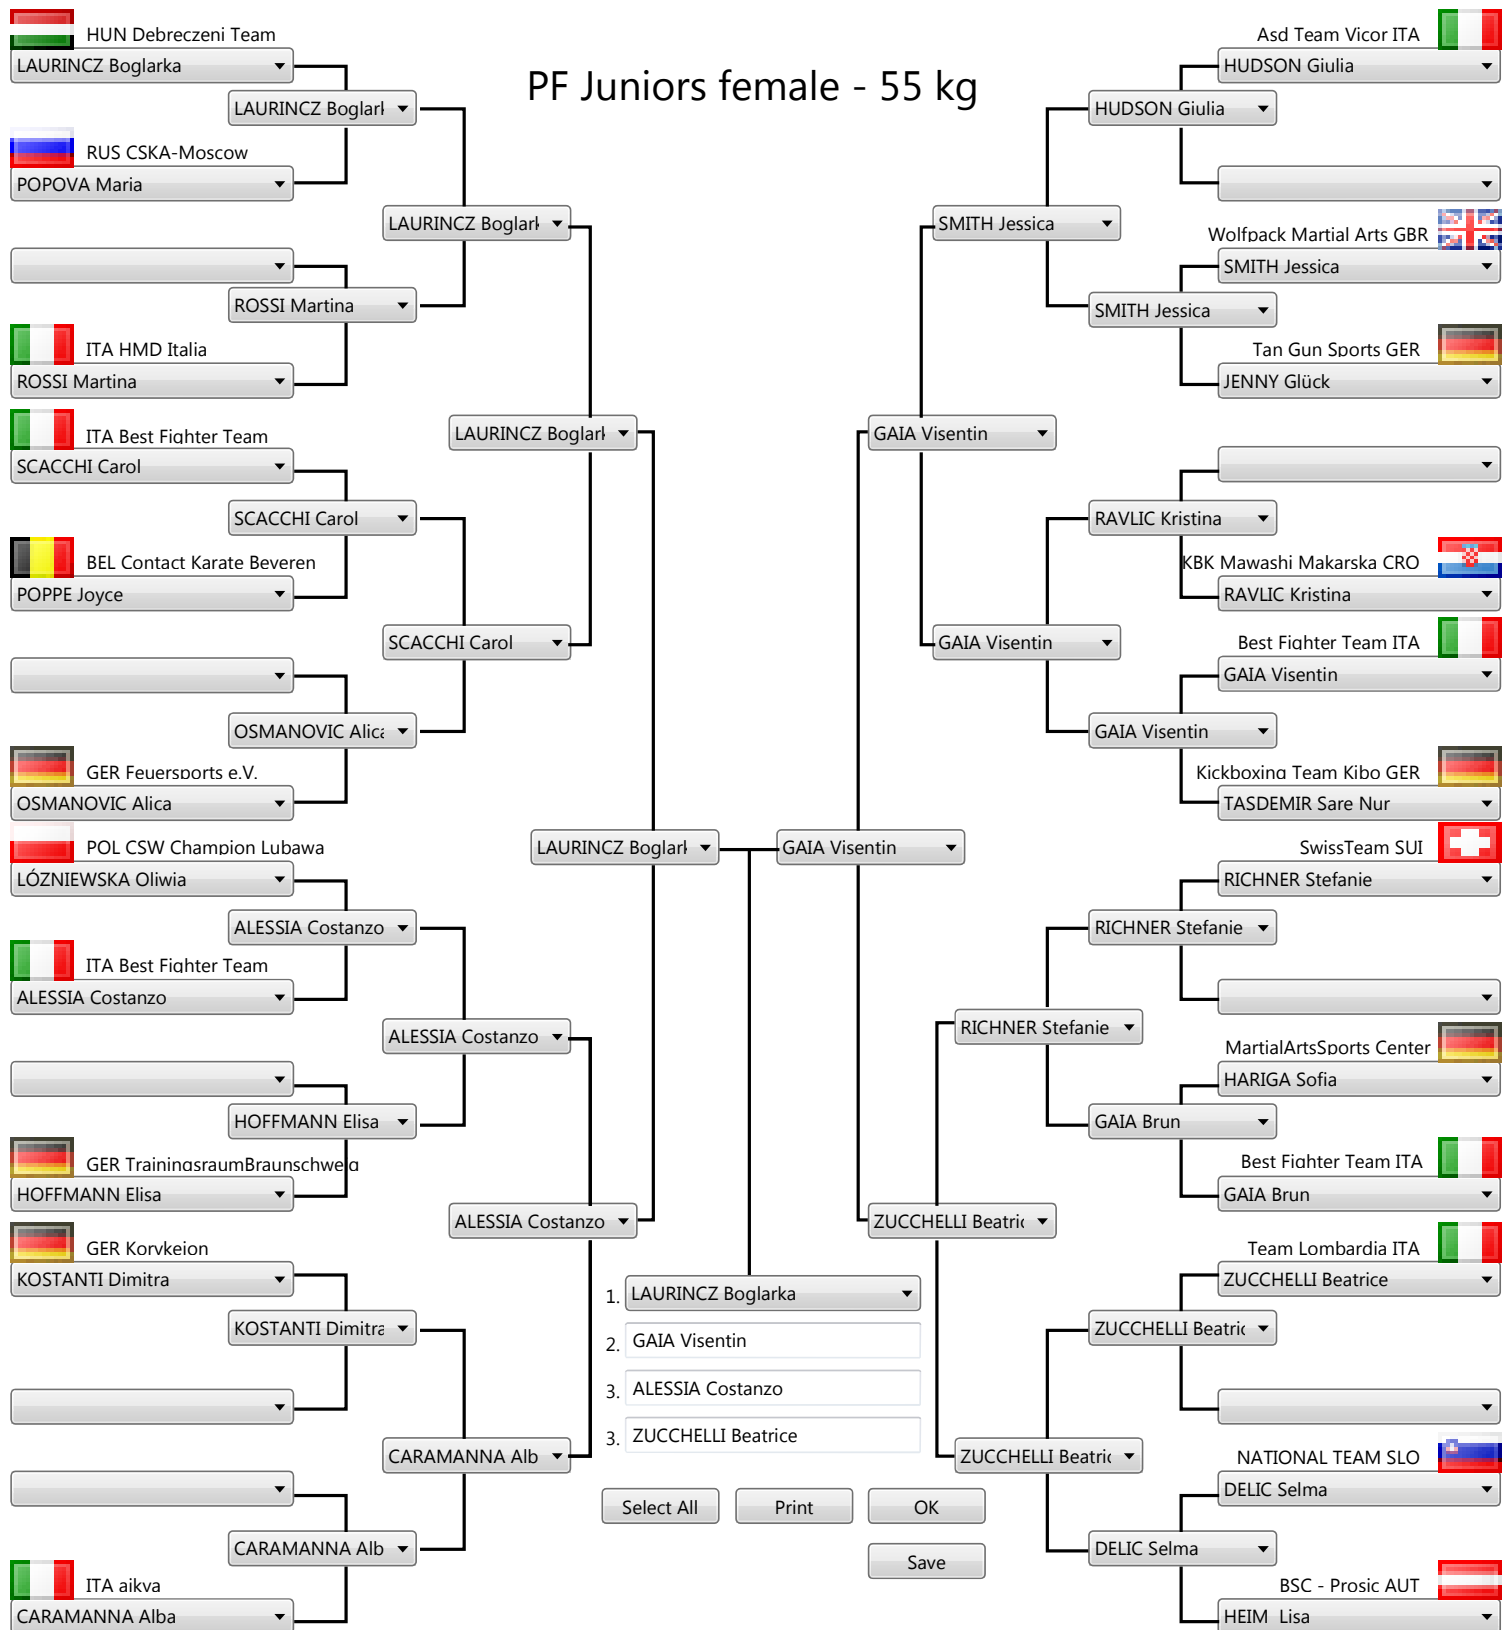 PF Juniors female - 55 kg
HUN Debreczeni Team
LAURINCZ Boglarka
LAURINCZ Boglark
RUS CSKA-Moscow
POPOVA Maria
LAURINCZ Boglark
ROSSI Martina
ITA HMD Italia
ROSSI Martina
ITA Best Fighter Team
SCACCHI Carol
LAURINCZ Boglark
SCACCHI Carol
BEL Contact Karate Beveren
POPPE Joyce
SCACCHI Carol
OSMANOVIC Alica
GER Feuersports e.V.
OSMANOVIC Alica
POL CSW Champion Lubawa
LAURINCZ Boglark
LÓZNIEWSKA Oliwia
ALESSIA Costanzo
ITA Best Fighter Team
ALESSIA Costanzo
ALESSIA Costanzo
HOFFMANN Elisa
GER TrainingsraumBraunschweig
HOFFMANN Elisa
ALESSIA Costanzo
GER Korykeion
KOSTANTI Dimitra
KOSTANTI Dimitra
CARAMANNA Alb
CARAMANNA Alb
ITA aikya
CARAMANNA Alba
Asd Team Vicor ITA
HUDSON Giulia
HUDSON Giulia
SMITH Jessica
Wolfpack Martial Arts GBR
SMITH Jessica
SMITH Jessica
Tan Gun Sports GER
JENNY Glück
GAIA Visentin
RAVLIC Kristina
KBK Mawashi Makarska CRO
RAVLIC Kristina
GAIA Visentin
Best Fighter Team ITA
GAIA Visentin
GAIA Visentin
Kickboxing Team Kibo GER
TASDEMIR Sare Nur
GAIA Visentin
SwissTeam SUI
RICHNER Stefanie
RICHNER Stefanie
RICHNER Stefanie
MartialArtsSports Center
HARIGA Sofia
GAIA Brun
Best Fighter Team ITA
GAIA Brun
ZUCCHELLI Beatric
Team Lombardia ITA
ZUCCHELLI Beatrice
ZUCCHELLI Beatric
ZUCCHELLI Beatric
NATIONAL TEAM SLO
DELIC Selma
DELIC Selma
BSC - Prosic AUT
HEIM Lisa
1. LAURINCZ Boglarka
2. GAIA Visentin
3. ALESSIA Costanzo
3. ZUCCHELLI Beatrice
Select All Print OK
Save